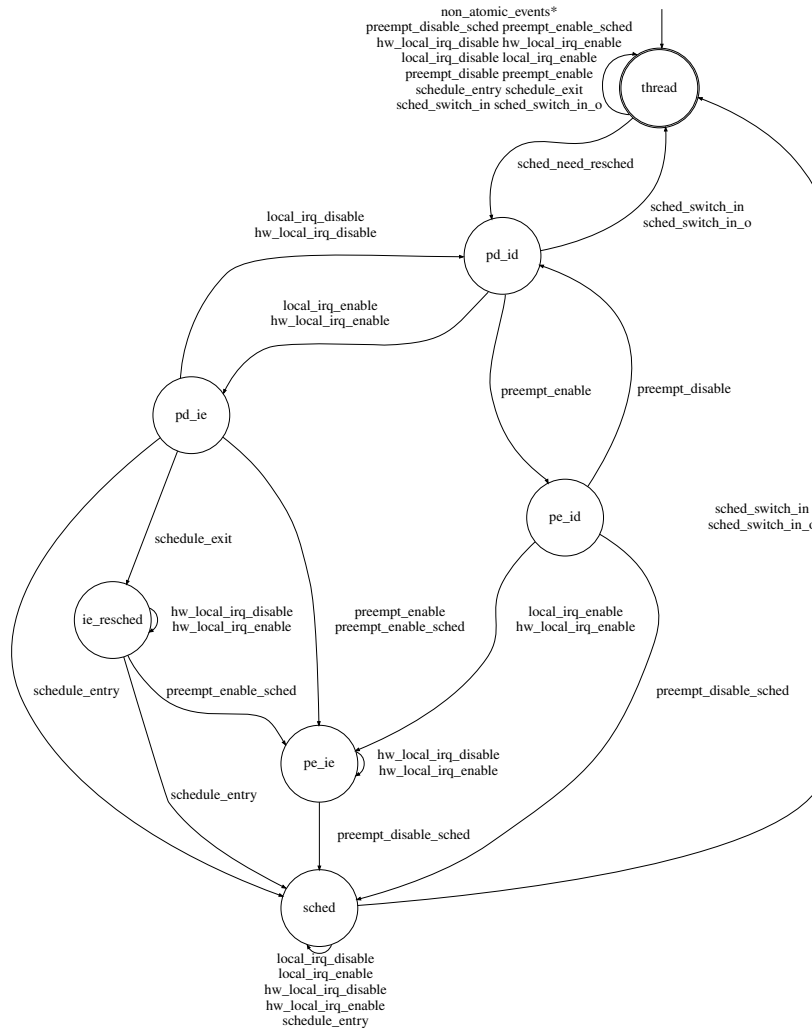 non_atomic_events*
preempt_disable_sched preempt_enable_sched
hw_local_irq_disable hw_local_irq_enable
local_irq_disable local_irq_enable
preempt_disable preempt_enable
schedule_entry schedule_exit
sched_switch_in sched_switch_in_o
thread
sched_need_resched
sched_switch_in
sched_switch_in_o
local_irq_disable
hw_local_irq_disable
pd_id
local_irq_enable
hw_local_irq_enable
preempt_enable
preempt_disable
pd_ie
pe_id
sched_switch_in
sched_switch_in_o
schedule_exit
ie_resched
hw_local_irq_disable
hw_local_irq_enable
preempt_enable
preempt_enable_sched
local_irq_enable
hw_local_irq_enable
schedule_entry
preempt_enable_sched
preempt_disable_sched
pe_ie
hw_local_irq_disable
hw_local_irq_enable
schedule_entry
preempt_disable_sched
sched
local_irq_disable
local_irq_enable
hw_local_irq_disable
hw_local_irq_enable
schedule_entry